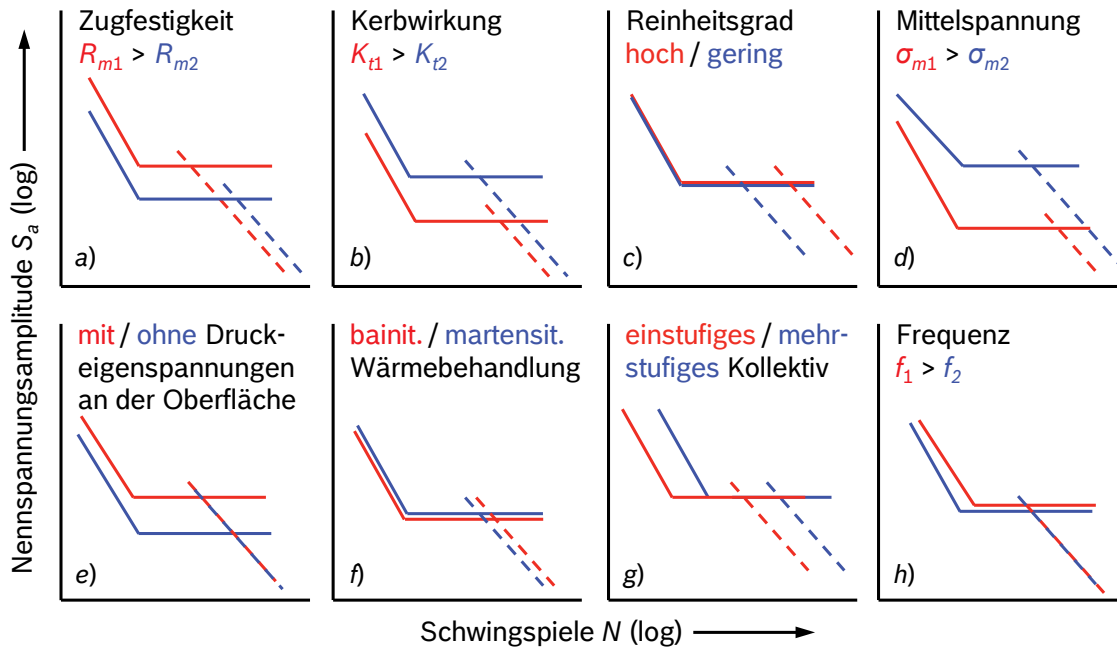 Nennspannungsamplitude Sa (log)
Zugfestigkeit
Rm1 > Rm2
a)
Kerbwirkung
Kt1 > Kt2
b)
Reinheitsgrad
hoch / gering
c)
Mittelspannung
σm1 > σm2
d)
mit / ohne Druck-
eigenspannungen
an der Oberfläche
e)
bainit. / martensit.
Wärmebehandlung
f)
einstufiges / mehr-
stufiges Kollektiv
g)
Frequenz
f1 > f2
h)
Schwingspiele N (log)